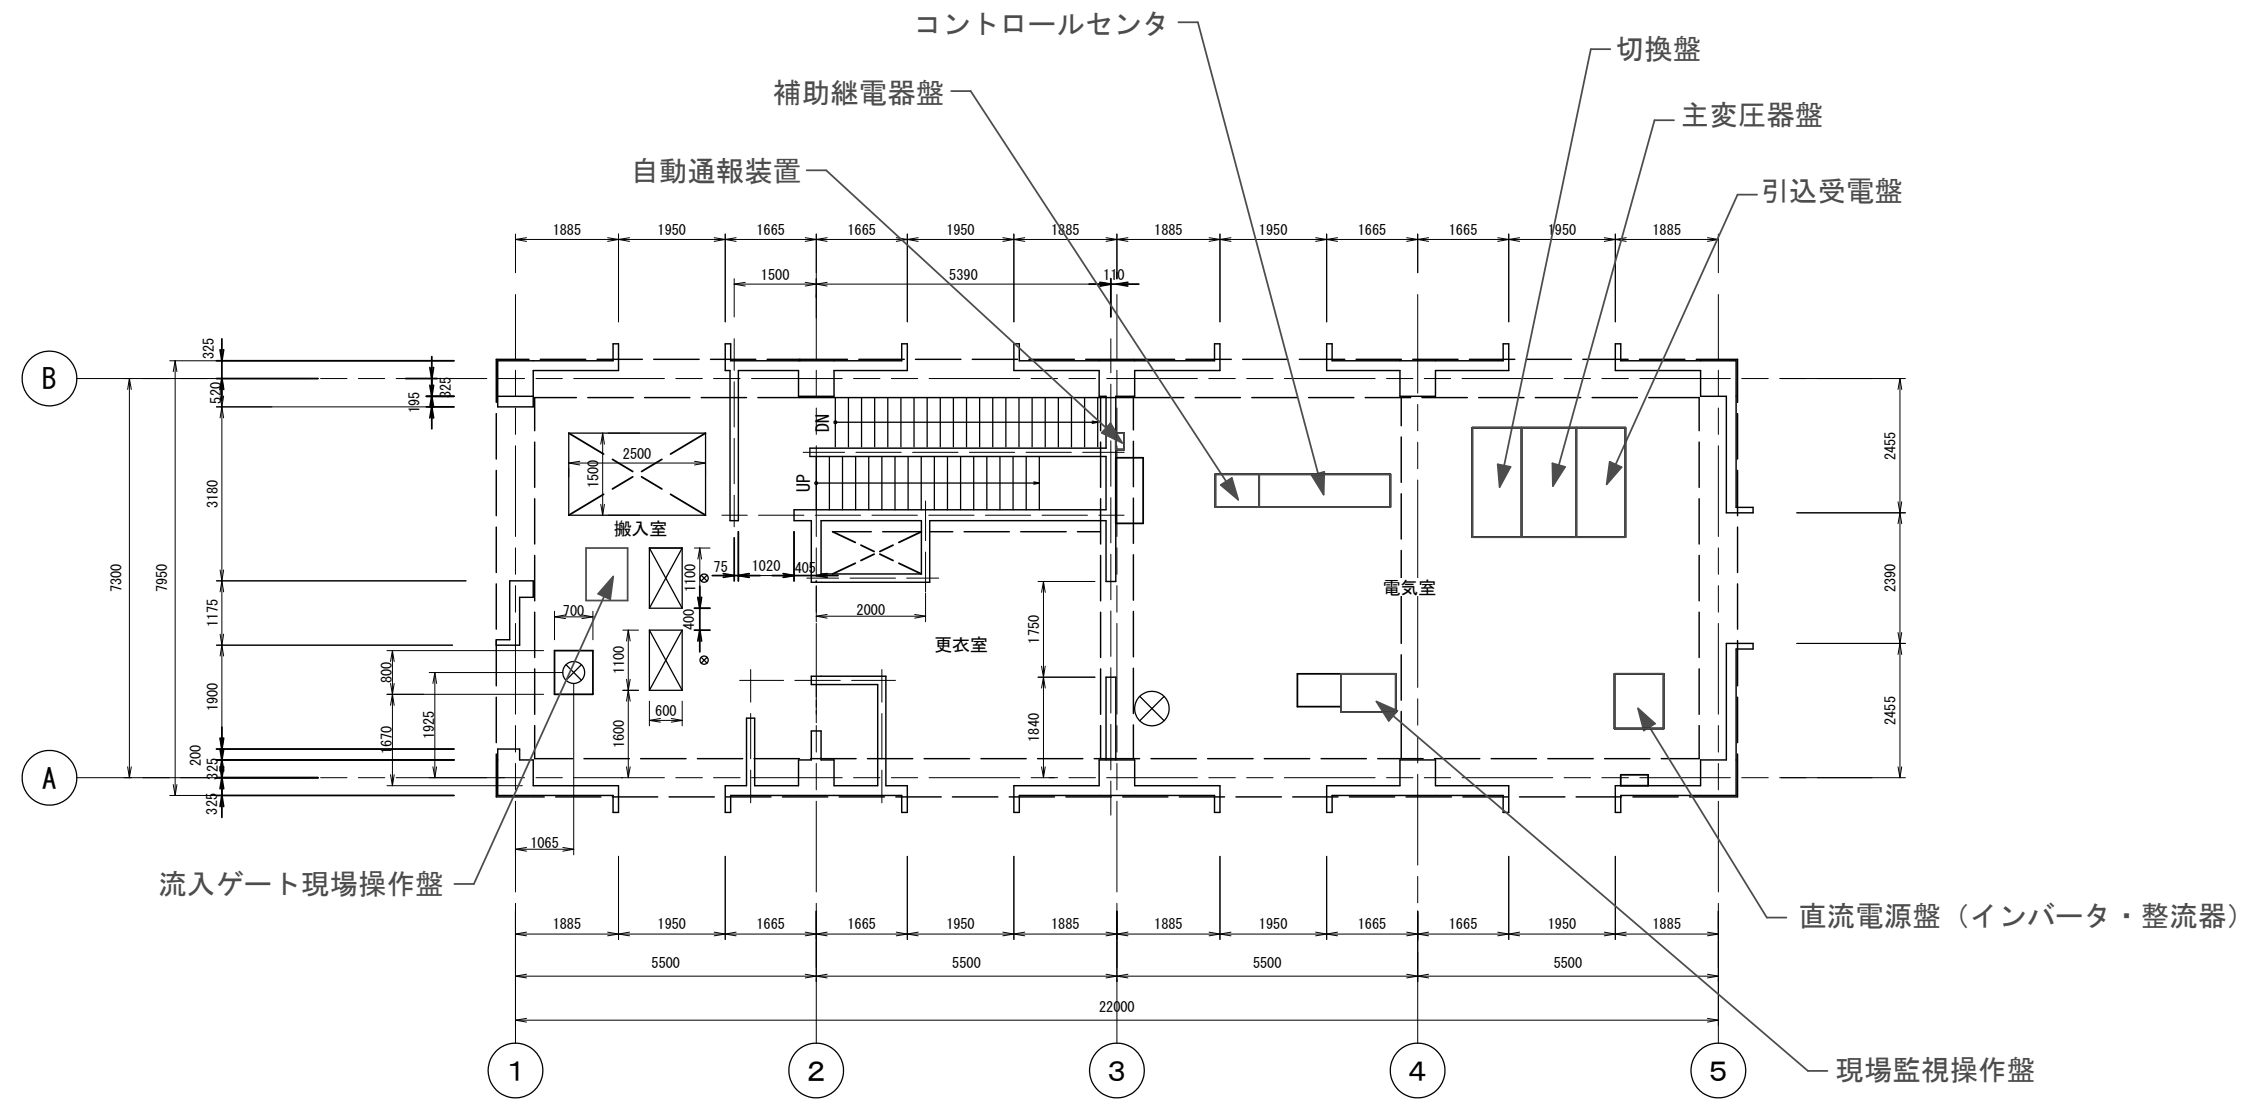 コントロールセンタ
切換盤
補助継電器盤
主変圧器盤
自動通報装置
引込受電盤
1885 1950 1665 1665 1950 1885 1885 1950 1665 1665 1950 1885
1500 5390 110
B
325
520
195
325
7300
7950
3180
1175
1900
200
325
325
DN
UP
2500
1500
搬入室
75 1020 405
1100
400
700
2000
800
1670
1925
1100
600
1600
更衣室
1750
1840
電気室
2455
2390
2455
A
1065
流入ゲート現場操作盤
直流電源盤（インバータ・整流器）
1885 1950 1665 1665 1950 1885 1885 1950 1665 1665 1950 1885
5500 5500 5500 5500
22000
1 2 3 4 5
現場監視操作盤